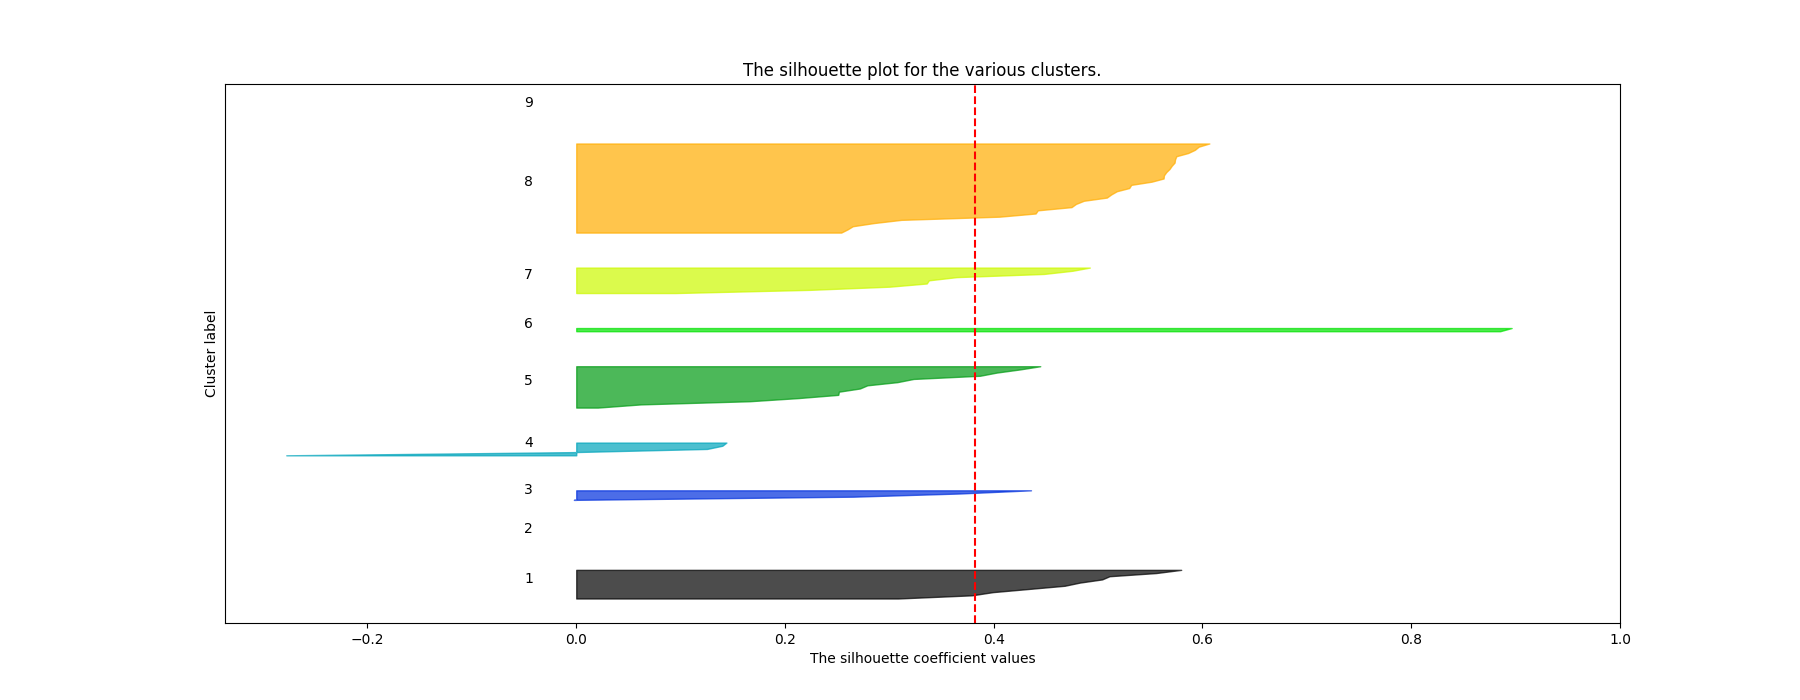 The silhouette plot for the various clusters.
9
8
7
6
5
4
3
2
1
Cluster label
−0.2 0.0 0.2 0.4 0.6 0.8 1.0
The silhouette coefficient values